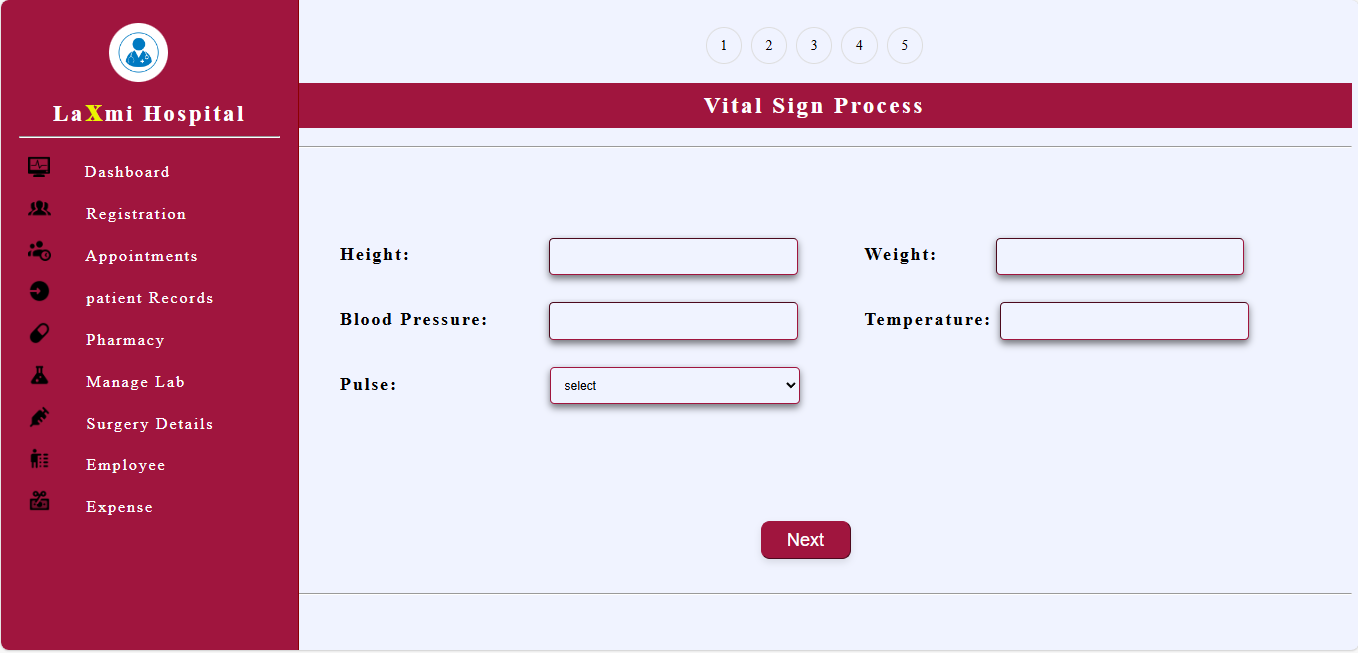 LaXmi Hospital
Dashboard
Registration
Appointments
patient Records
Pharmacy
Manage Lab
Surgery Details
Employee
Expense
1 2 3 4 5
Vital Sign Process
Height:
Weight:
Blood Pressure:
Temperature:
Pulse:
select
Next